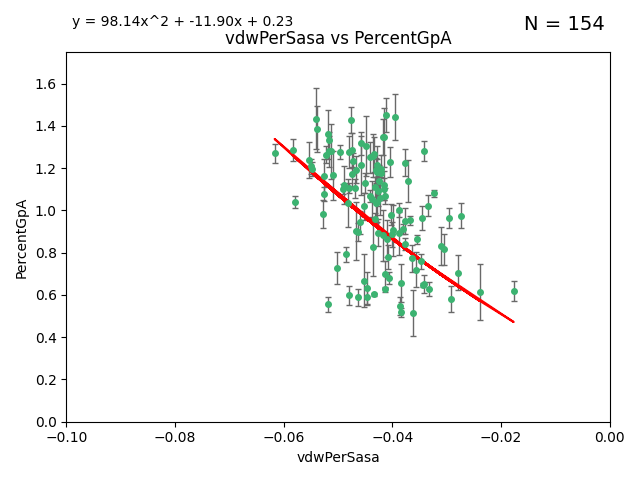 y = 98.14x^2 + -11.90x + 0.23
N = 154
vdwPerSasa vs PercentGpA
PercentGpA
1.6
1.4
1.2
1.0
0.8
0.6
0.4
0.2
0.0
−0.10 −0.08 −0.06 −0.04 −0.02 0.00
vdwPerSasa